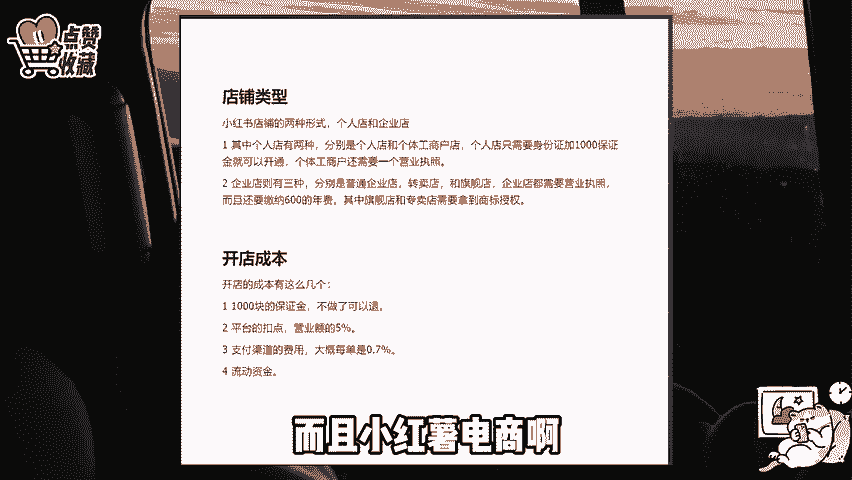 点赞
收藏
店铺类型
小红书店铺的两种形式，个人店和企业店
1 其中个人店有两种，分别是个人店和个体工商户店，个人店只需要身份证加1000保证
金就可以开通，个体工商户还需要一个营业执照。
2 企业店则有三种，分别是普通企业店，转卖店，和旗舰店，企业店都需要营业执照，
而且还要缴纳600的年费。其中旗舰店和专卖店需要拿到商标授权。
开店成本
开店的成本有这么几个：
1 1000块的保证金，不做了可以退。
2 平台的扣点，营业额的5%。
3 支付渠道的费用，大概每单是0.7%。
4 流动资金。
而且小红薯电商啊